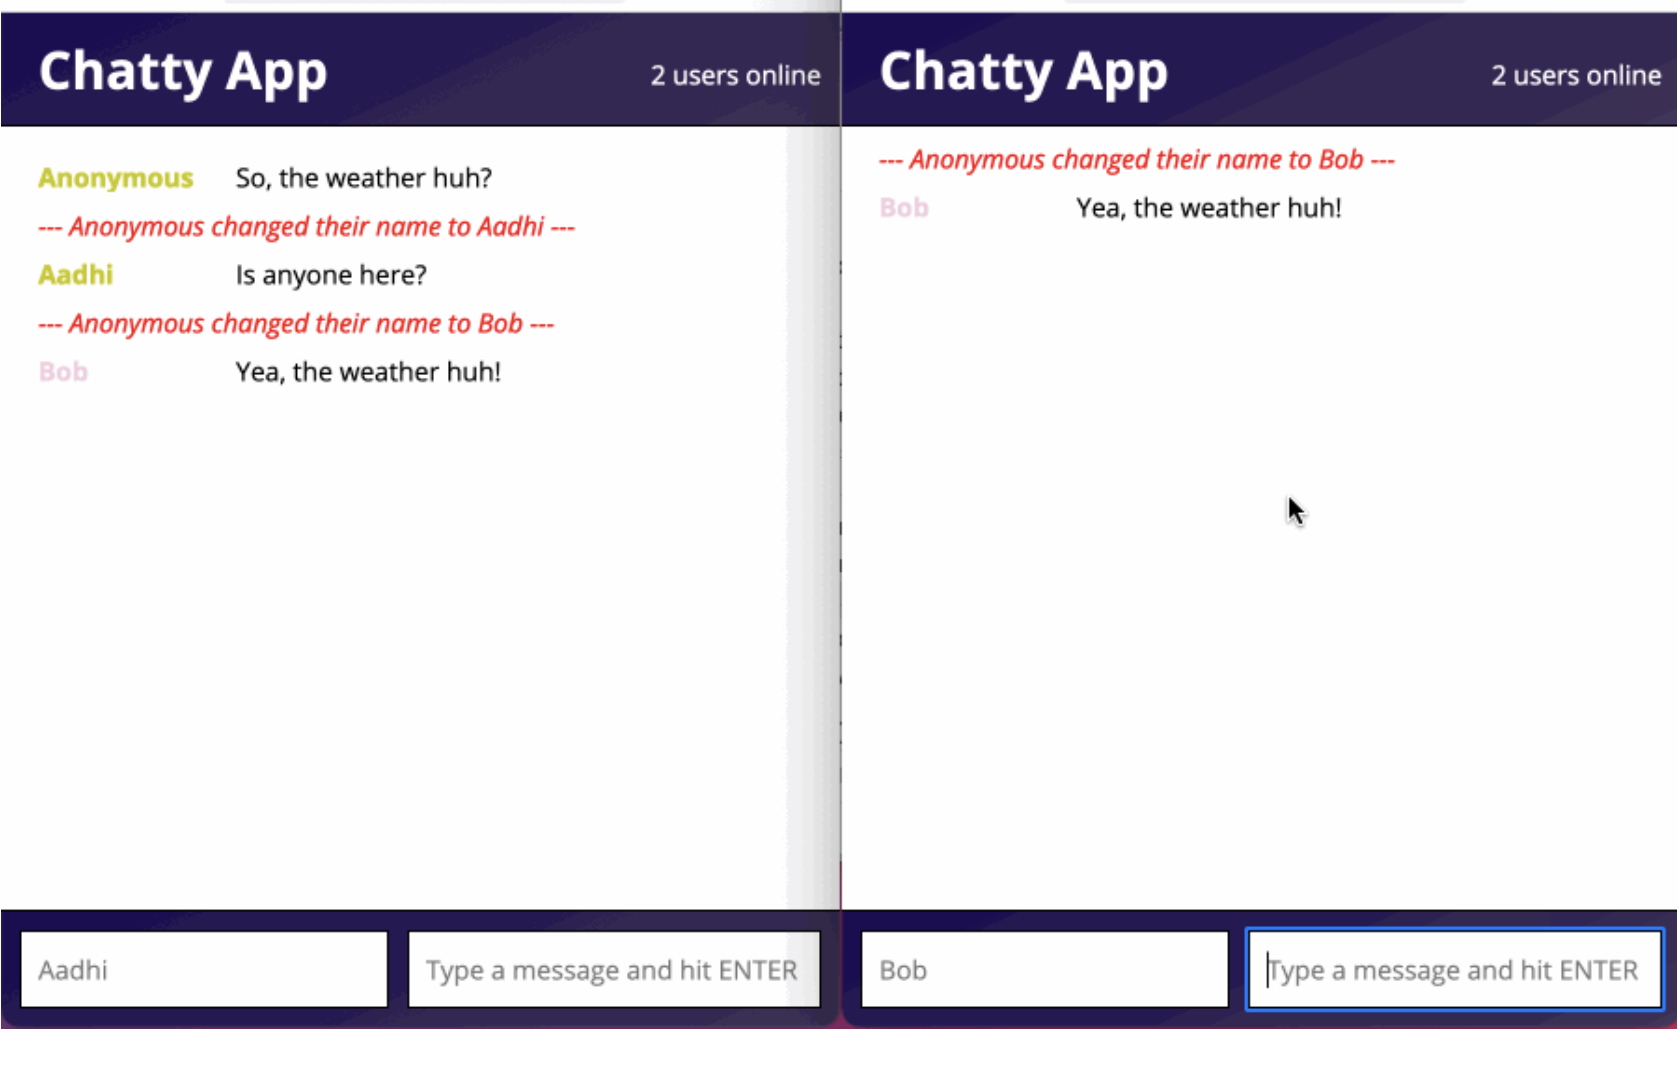 Chatty App 2 users online
Anonymous So, the weather huh?
--- Anonymous changed their name to Aadhi ---
Aadhi Is anyone here?
--- Anonymous changed their name to Bob ---
Bob Yea, the weather huh!
Aadhi Type a message and hit ENTER
Chatty App 2 users online
--- Anonymous changed their name to Bob ---
Bob Yea, the weather huh!
Bob Type a message and hit ENTER